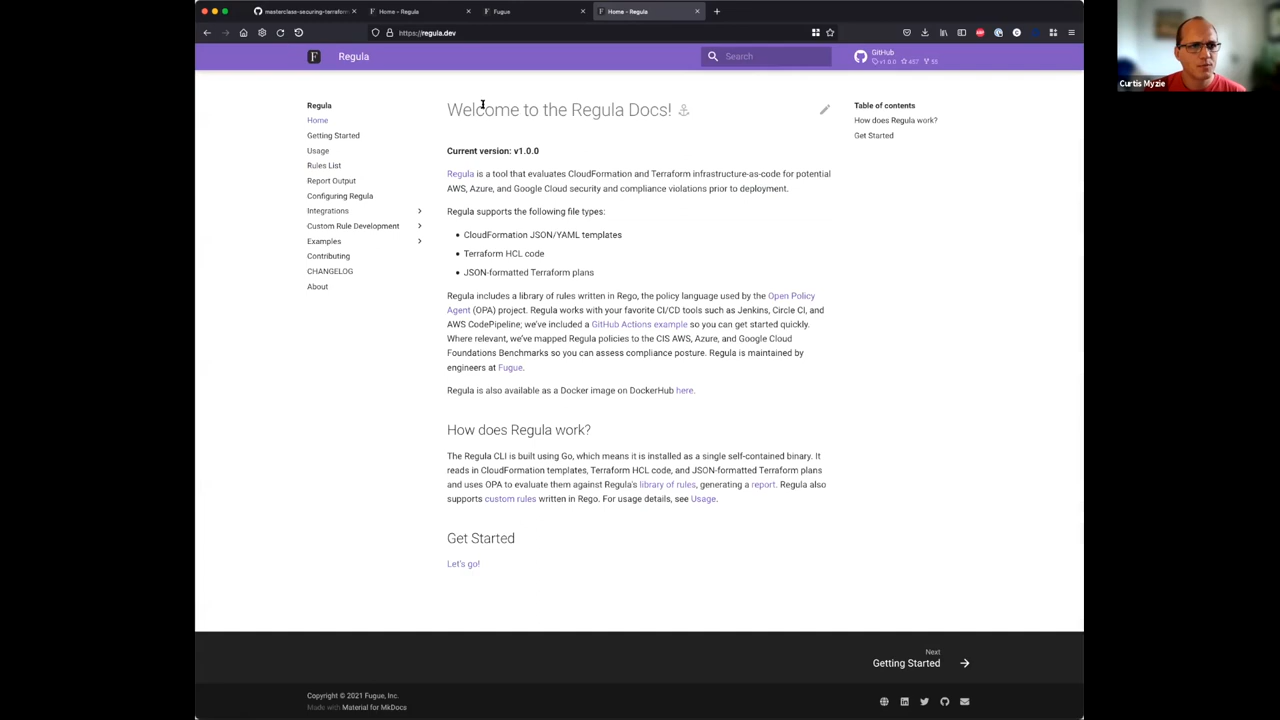 masterclass-securing-terraform
Home – Regula
Fugue
Home - Regula
https://regula.dev
F
Regula
Search
GitHub
v1.0.0 457 55
Curtis Myzie
Regula
Home
Getting Started
Usage
Rules List
Report Output
Configuring Regula
Integrations
Custom Rule Development
Examples
Contributing
CHANGELOG
About
Welcome to the Regula Docs!
Current version: v1.0.0
Regula is a tool that evaluates CloudFormation and Terraform infrastructure-as-code for potential
AWS, Azure, and Google Cloud security and compliance violations prior to deployment.
Regula supports the following file types:
• CloudFormation JSON/YAML templates
• Terraform HCL code
• JSON-formatted Terraform plans
Regula includes a library of rules written in Rego, the policy language used by the Open Policy
Agent (OPA) project. Regula works with your favorite CI/CD tools such as Jenkins, Circle CI, and
AWS CodePipeline; we've included a GitHub Actions example so you can get started quickly.
Where relevant, we've mapped Regula policies to the CIS AWS, Azure, and Google Cloud
Foundations Benchmarks so you can assess compliance posture. Regula is maintained by
engineers at Fugue.
Regula is also available as a Docker image on DockerHub here.
How does Regula work?
The Regula CLI is built using Go, which means it is installed as a single self-contained binary. It
reads in CloudFormation templates, Terraform HCL code, and JSON-formatted Terraform plans
and uses OPA to evaluate them against Regula's library of rules, generating a report. Regula also
supports custom rules written in Rego. For usage details, see Usage.
Get Started
Let's go!
Table of contents
How does Regula work?
Get Started
Next
Getting Started
Copyright © 2021 Fugue, Inc.
Made with Material for MkDocs